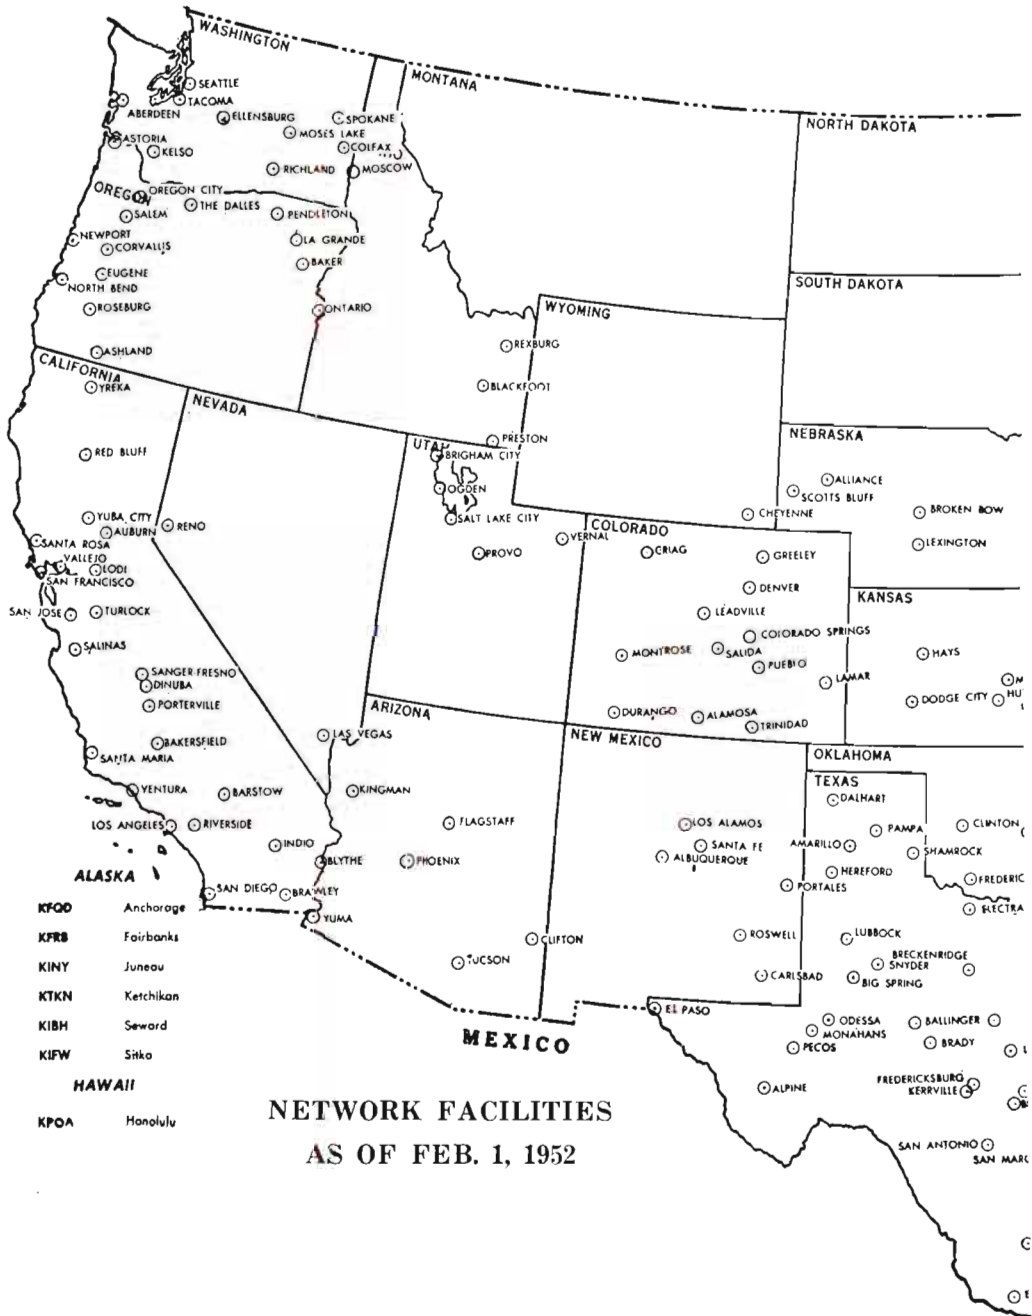 WASHINGTON
SEATTLE
TACOMA
ABERDEEN
ELLENSBURG
SPOKANE
MOSES LAKE
ASTORIA
KELSO
COLFAX
RICHLAND
MOSCOW
MONTANA
NORTH DAKOTA
OREGON
OREGON CITY
THE DALLES
SALEM
PENDLETON
NEWPORT
CORVALLIS
LA GRANDE
BAKER
EUGENE
NORTH BEND
ROSEBURG
ONTARIO
ASHLAND
SOUTH DAKOTA
WYOMING
REXBURG
BLACKFOOT
PRESTON
CALIFORNIA
YREKA
NEVADA
UTAH
BRIGHAM CITY
OGDEN
SALT LAKE CITY
PROVO
VERNAL
NEBRASKA
ALLIANCE
SCOTTS BLUFF
CHEYENNE
BROKEN BOW
LEXINGTON
RED BLUFF
YUBA CITY
AUBURN
RENO
SANTA ROSA
VALLEJO
LODI
SAN FRANCISCO
SAN JOSE
TURLOCK
SALINAS
SANGER-FRESNO
DINUBA
PORTERVILLE
BAKERSFIELD
SANTA MARIA
VENTURA
BARSTOW
LOS ANGELES
RIVERSIDE
INDIO
BLYTHE
SAN DIEGO
BRAWLEY
YUMA
COLORADO
CRIAG
GREELEY
DENVER
LEADVILLE
COLORADO SPRINGS
MONTROSE
SALIDA
PUEBLO
LAMAR
DURANGO
ALAMOSA
TRINIDAD
KANSAS
HAYS
DODGE CITY
M
HU
ARIZONA
LAS VEGAS
KINGMAN
FLAGSTAFF
PHOENIX
CLIFTON
TUCSON
NEW MEXICO
LOS ALAMOS
SANTA FE
ALBUQUERQUE
PORTALES
ROSWELL
CARLSBAD
OKLAHOMA
TEXAS
DALHART
PAMPA
CLINTON
AMARILLO
SHAMROCK
HEREFORD
FREDERIC
ELECTRA
LUBBOCK
BRECKENRIDGE
SNYDER
BIG SPRING
EL PASO
ODESSA
MONAHANS
BALLINGER
PECOS
BRADY
ALPINE
FREDERICKSBURG
KERRVILLE
SAN ANTONIO
SAN MARC
MEXICO
ALASKA
KFQD Anchorage
KFRB Fairbanks
KINY Juneau
KTKN Ketchikan
KIBH Seward
KIFW Sitka
HAWAII
KPOA Honolulu
NETWORK FACILITIES
AS OF FEB. 1, 1952